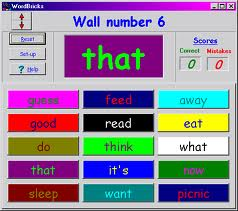 WordBricks
Wall number 6
Reset
Set-up
? Help
that
Scores
Correct Mistakes
0 0
guess feed away
good read eat
do think what
that it's now
sleep want picnic